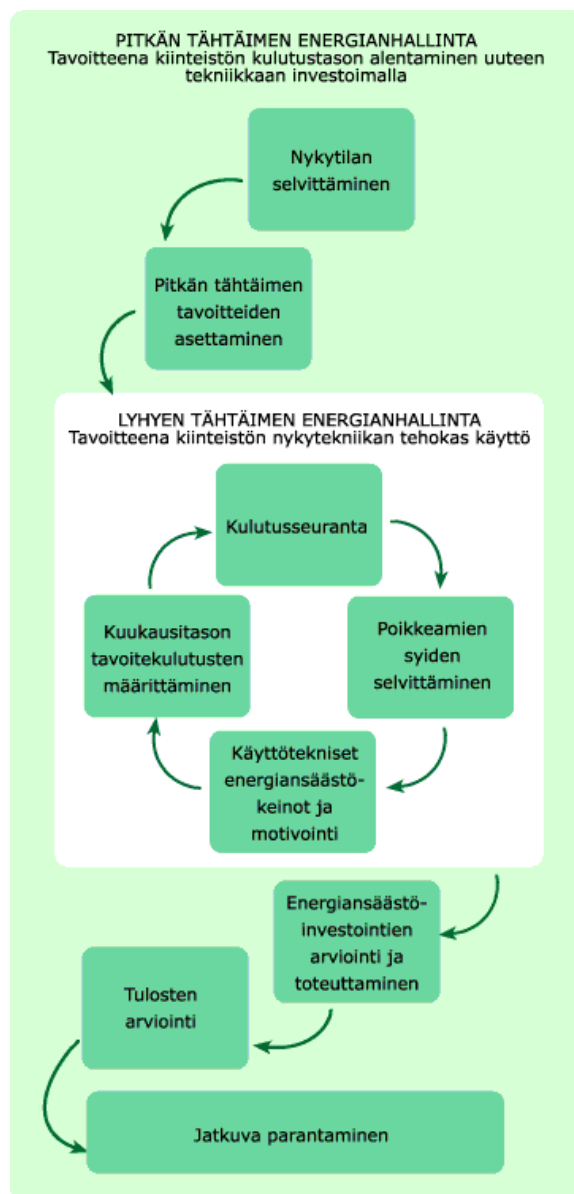 PITKÄN TÄHTÄIMEN ENERGIANHALLINTA
Tavoitteena kiinteistön kulutustason alentaminen uuteen
tekniikkaan investoimalla
Nykytilan
selvittäminen
Pitkän tähtäimen
tavoitteiden
asettaminen
LYHYEN TÄHTÄIMEN ENERGIANHALLINTA
Tavoitteena kiinteistön nykytekniikan tehokas käyttö
Kulutusseuranta
Kuukausitason
tavoitekulutusten
määrittäminen
Poikkeamien
syiden
selvittäminen
Käyttötekniset
energiansäästö-
keinot ja
motivointi
Energiansäästö-
investointien
arviointi ja
toteuttaminen
Tulosten
arviointi
Jatkuva parantaminen